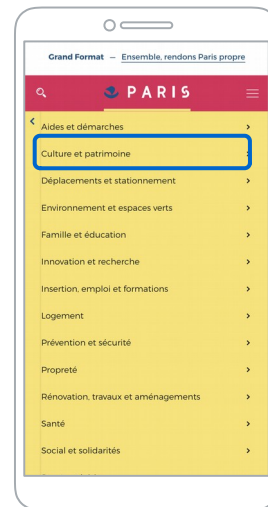 Grand Format – Ensemble, rendons Paris propre
PARIS
Aides et démarches
Culture et patrimoine
Déplacements et stationnement
Environnement et espaces verts
Famille et éducation
Innovation et recherche
Insertion, emploi et formations
Logement
Prévention et sécurité
Propreté
Rénovation, travaux et aménagements
Santé
Social et solidarités